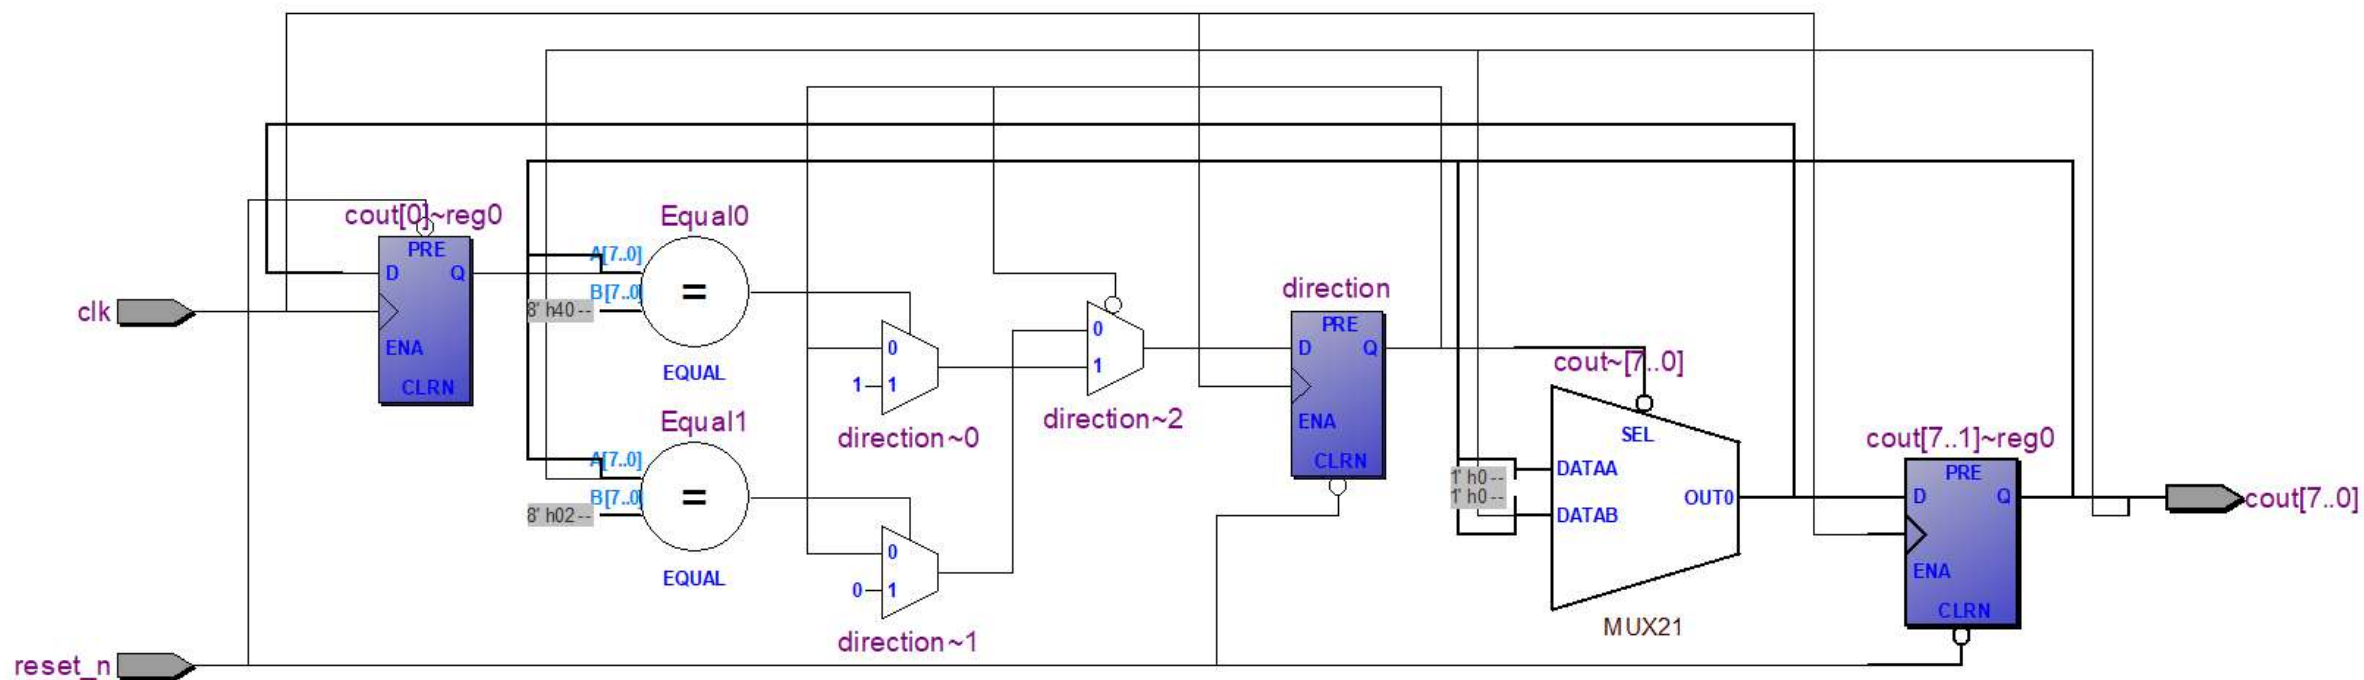 clk
reset_n
cout[0]~reg0
PRE
D
Q
ENA
CLRN
Equal0
A[7..0]
B[7..0]
8' h40 --
=
EQUAL
Equal1
A[7..0]
B[7..0]
8' h02 --
=
EQUAL
0
1
1
direction~0
0
0
1
direction~1
0
1
direction~2
direction
PRE
D
Q
ENA
CLRN
cout~[7..0]
SEL
1' h0 --
1' h0 --
DATAA
DATAB
OUT0
MUX21
cout[7..1]~reg0
PRE
D
Q
ENA
CLRN
cout[7..0]